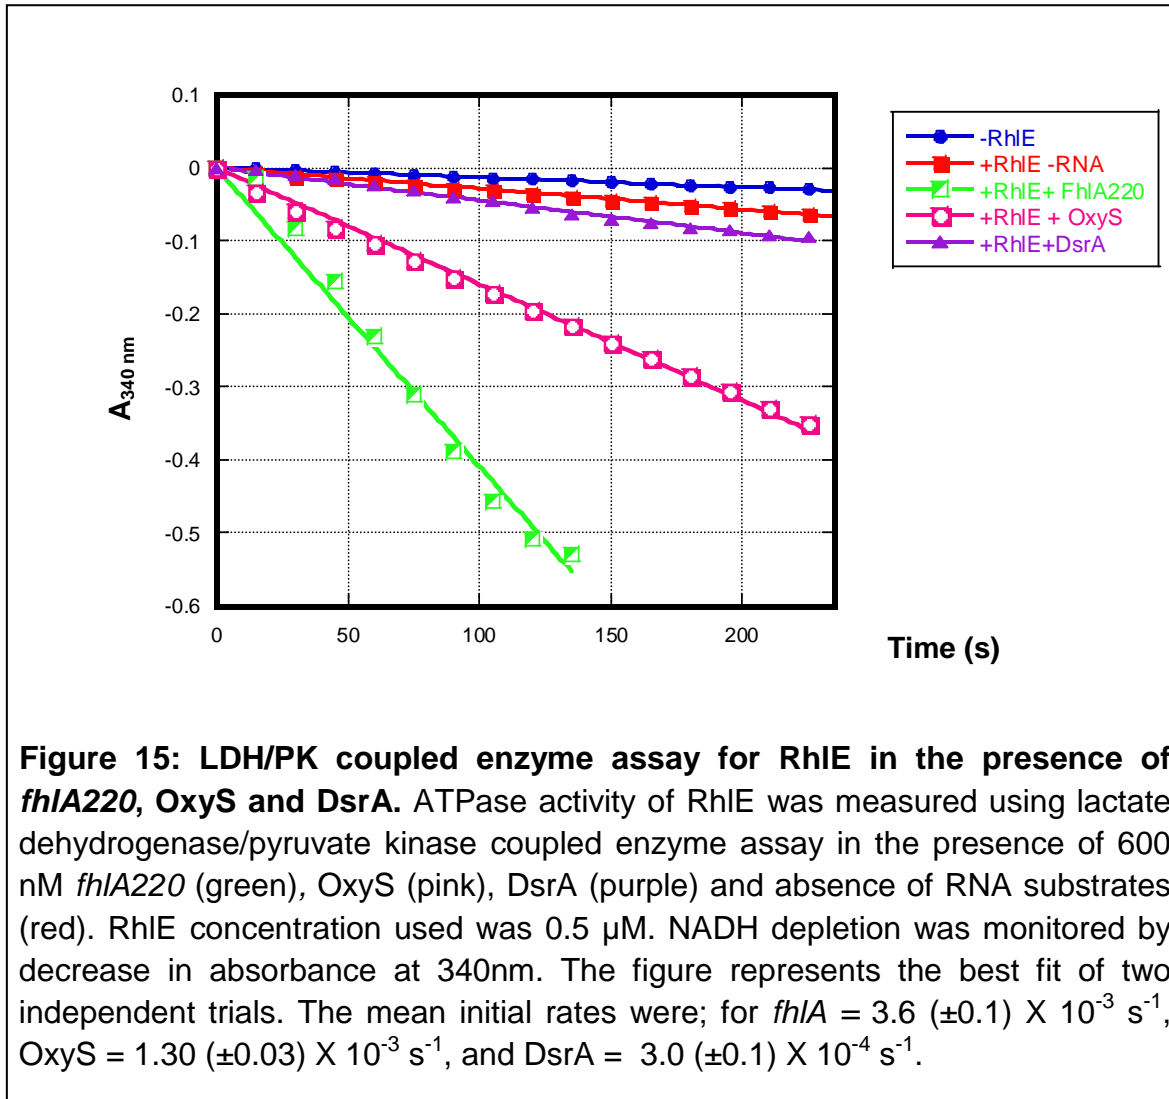 0.1
0
-0.1
-0.2
-0.3
-0.4
-0.5
-0.6
A340 nm
0 50 100 150 200
Time (s)
-RhlE
+RhlE -RNA
+RhlE+ FhlA220
+RhlE + OxyS
+RhlE+DsrA
Figure 15: LDH/PK coupled enzyme assay for RhlE in the presence of
fhlA220, OxyS and DsrA. ATPase activity of RhlE was measured using lactate
dehydrogenase/pyruvate kinase coupled enzyme assay in the presence of 600
nM fhlA220 (green), OxyS (pink), DsrA (purple) and absence of RNA substrates
(red). RhlE concentration used was 0.5 µM. NADH depletion was monitored by
decrease in absorbance at 340nm. The figure represents the best fit of two
independent trials. The mean initial rates were; for fhlA = 3.6 (±0.1) X 10⁻³ s⁻¹,
OxyS = 1.30 (±0.03) X 10⁻³ s⁻¹, and DsrA = 3.0 (±0.1) X 10⁻⁴ s⁻¹.